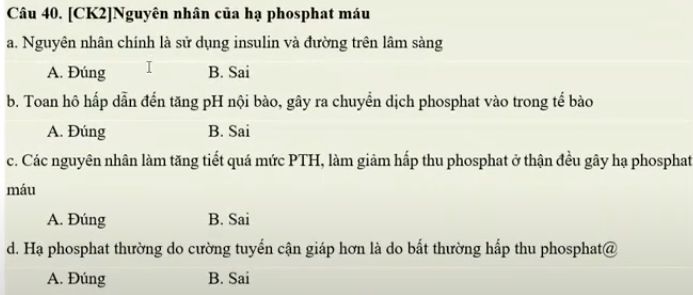 Câu 40. [CK2]Nguyên nhân của hạ phosphat máu
a. Nguyên nhân chính là sử dụng insulin và đường trên lâm sàng
A. Đúng B. Sai
b. Toan hô hấp dẫn đến tăng pH nội bào, gây ra chuyển dịch phosphat vào trong tế bào
A. Đúng B. Sai
c. Các nguyên nhân làm tăng tiết quá mức PTH, làm giảm hấp thu phosphat ở thận đều gây hạ phosphat
máu
A. Đúng B. Sai
d. Hạ phosphat thường do cường tuyến cận giáp hơn là do bất thường hấp thu phosphat@
A. Đúng B. Sai